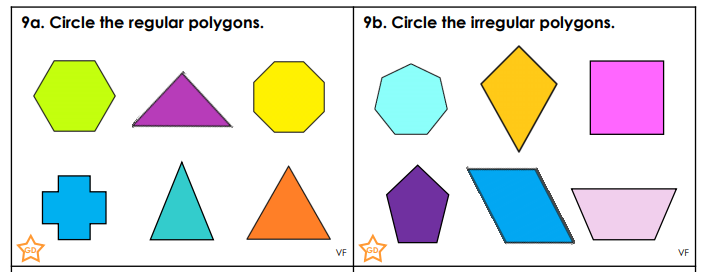 9a. Circle the regular polygons.
GD
VF
9b. Circle the irregular polygons.
GD
VF